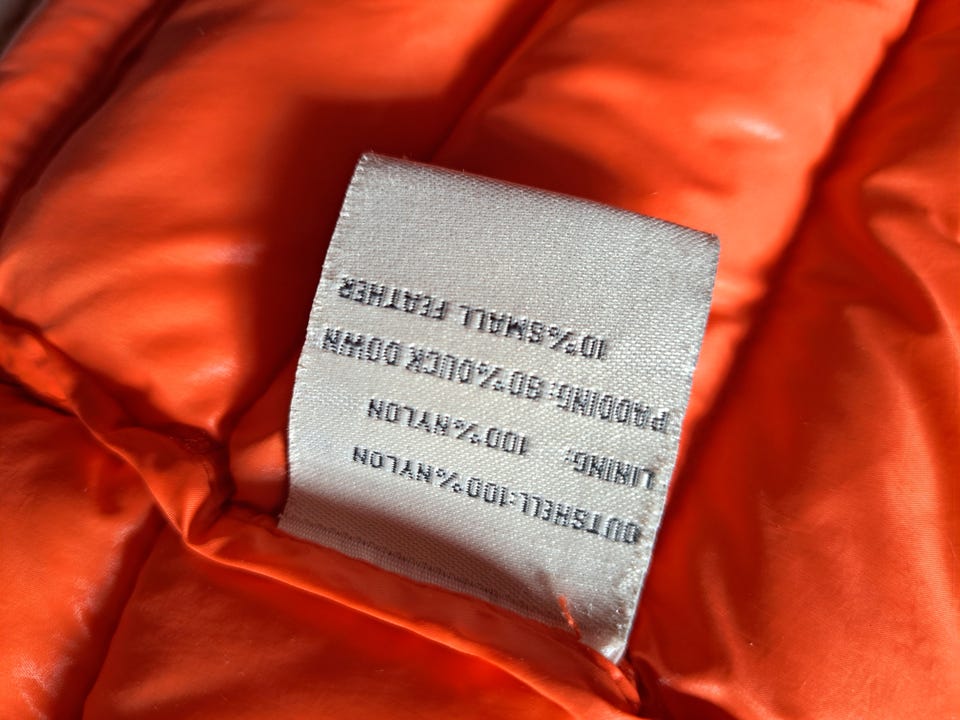 OUTSHELL:100%NYLON
LINING: 100%NYLON
PADDING:90%DUCK DOWN
10%SMALL FEATHER